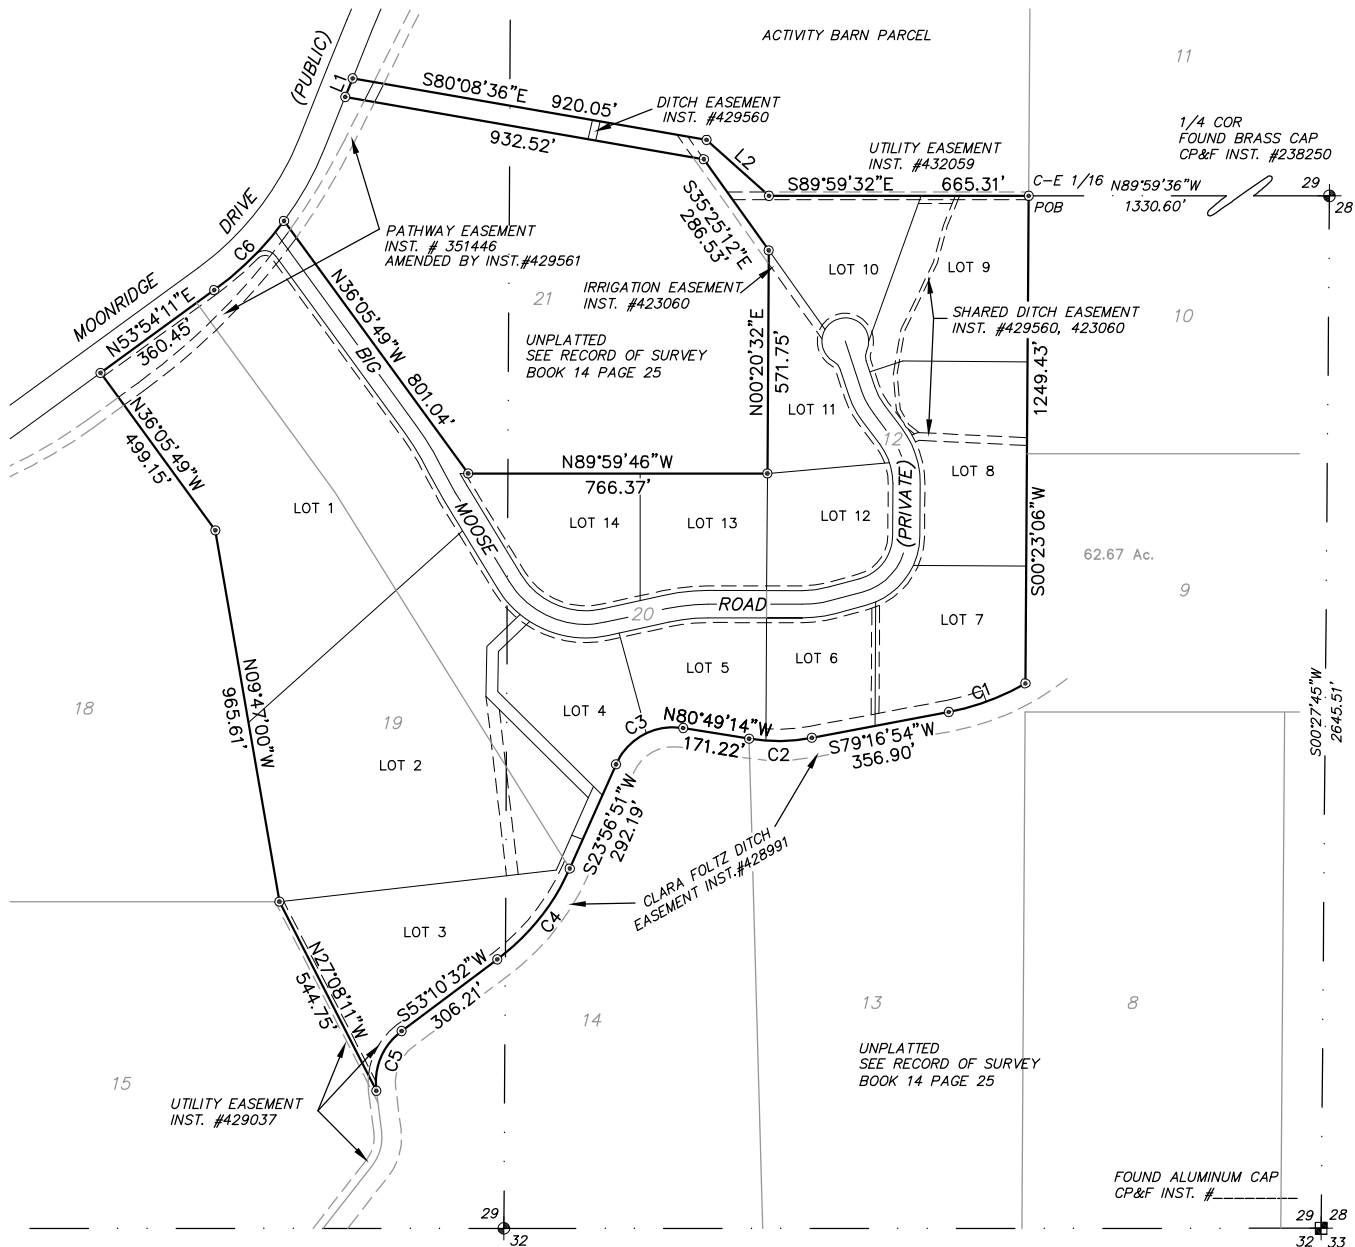 ACTIVITY BARN PARCEL
11
(PUBLIC)
L1
S80°08'36"E
920.05'
932.52'
DITCH EASEMENT
INST. #429560
L2
UTILITY EASEMENT
INST. #432059
S89°59'32"E
665.31'
C-E 1/16
POB
N89°59'36"W
1330.60'
1/4 COR
FOUND BRASS CAP
CP&F INST. #238250
29
28
DRIVE
MOONRIDGE
C6
N53°54'11"E
360.45'
PATHWAY EASEMENT
INST. # 351446
AMENDED BY INST.#429561
S35°25'12"E
286.53'
IRRIGATION EASEMENT
INST. #423060
21
UNPLATTED
SEE RECORD OF SURVEY
BOOK 14 PAGE 25
N36°05'49"W
801.04'
BIG
N00°20'32"E
571.75'
LOT 10
LOT 9
SHARED DITCH EASEMENT
INST. #429560, 423060
10
1249.43'
S00°23'06"W
LOT 11
12
N36°05'49"W
499.15'
N89°59'46"W
766.37'
LOT 8
LOT 1
MOOSE
LOT 14
LOT 13
LOT 12
(PRIVATE)
62.67 Ac.
9
20
ROAD
LOT 7
LOT 6
LOT 5
N09°47'00"W
965.61'
18
19
LOT 4
C3
N80°49'14"W
171.22'
C2
C1
S79°16'54"W
356.90'
S00°27'45"W
2645.51'
LOT 2
S23°56'51"W
292.19'
CLARA FOLTZ DITCH
EASEMENT INST.#428991
LOT 3
C4
N27°08'11"W
544.75'
S53°10'32"W
306.21'
C5
14
13
8
UNPLATTED
SEE RECORD OF SURVEY
BOOK 14 PAGE 25
15
UTILITY EASEMENT
INST. #429037
FOUND ALUMINUM CAP
CP&F INST. #_________
29
32
29
28
32
33